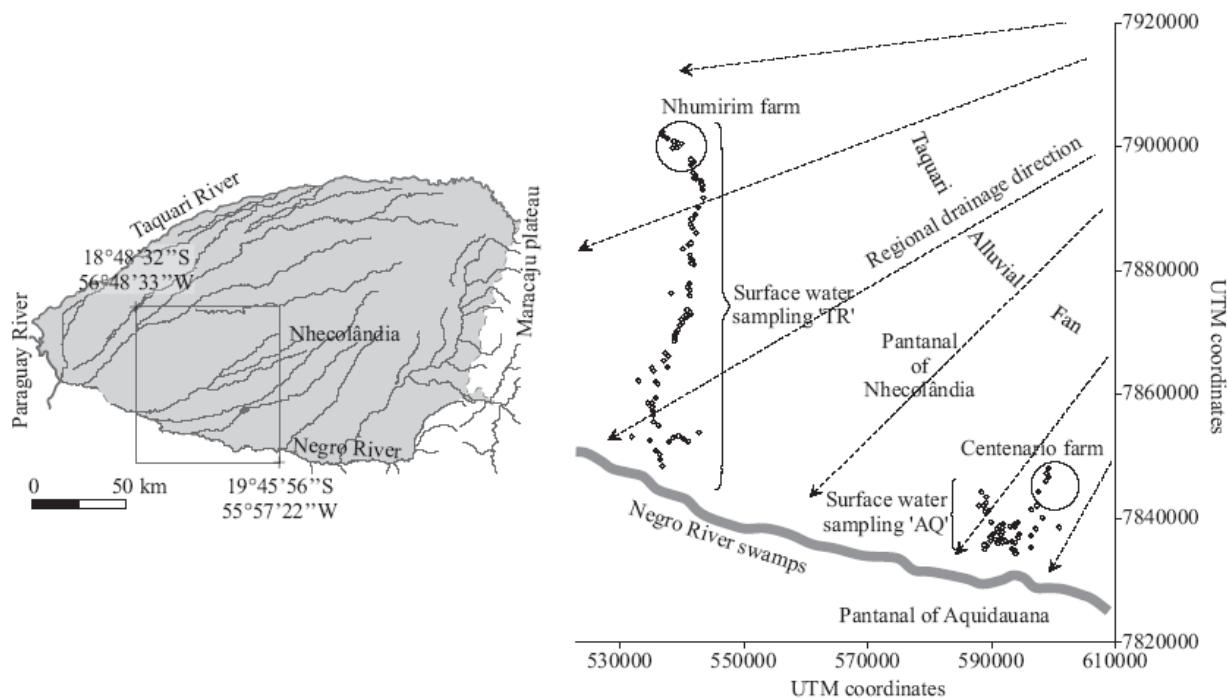 Taquari River
18°48’32’’S
56°48’33’’W
Paraguay River
Nhecolândia
Maracaju plateau
Negro River
0 50 km
19°45’56’’S
55°57’22’’W
Nhumirim farm
Taquari
Alluvial
Fan
Regional drainage direction
Surface water
sampling 'TR'
Pantanal
of
Nhecolândia
Centenario farm
Surface water
sampling 'AQ'
Negro River swamps
Pantanal of Aquidauana
7920000
7900000
7880000
7860000
7840000
7820000
UTM
coordinates
530000 550000 570000 590000 610000
UTM coordinates